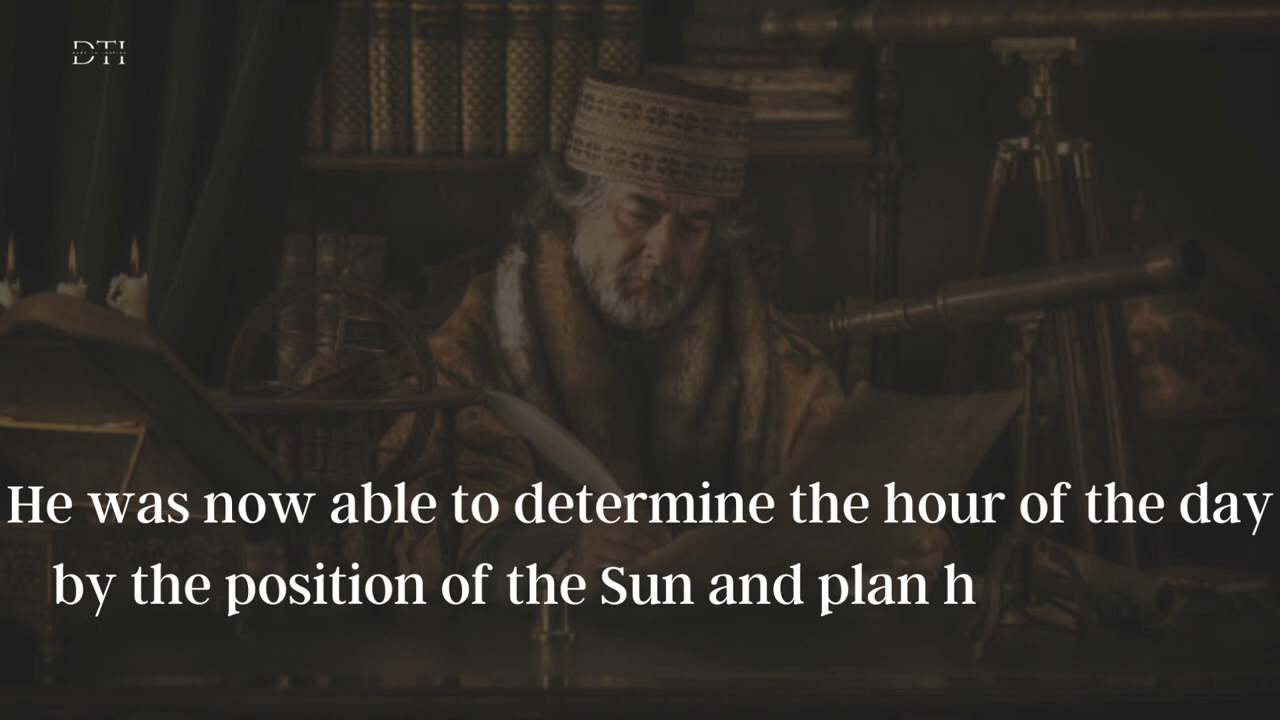 DTI
He was now able to determine the hour of the day
by the position of the Sun and plan h